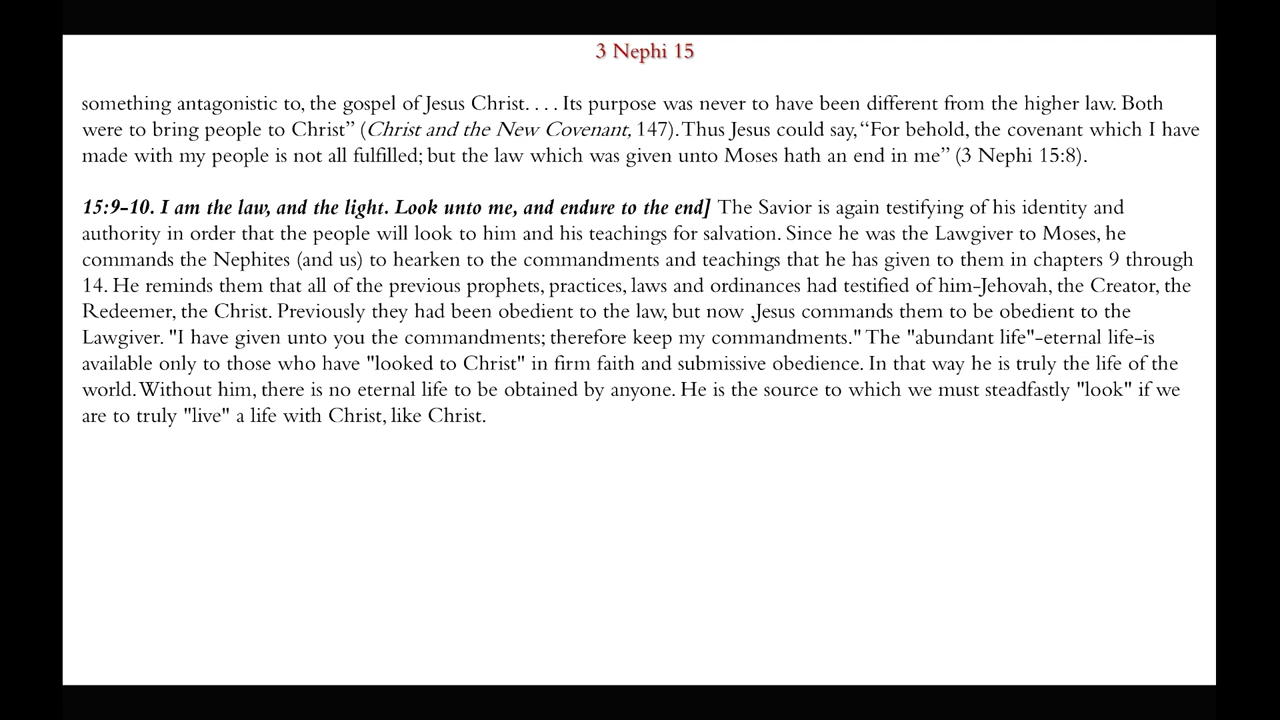 3 Nephi 15
something antagonistic to, the gospel of Jesus Christ. . . . Its purpose was never to have been different from the higher law. Both
were to bring people to Christ” (Christ and the New Covenant, 147). Thus Jesus could say, “For behold, the covenant which I have
made with my people is not all fulfilled; but the law which was given unto Moses hath an end in me” (3 Nephi 15:8).
15:9–10. I am the law, and the light. Look unto me, and endure to the end] The Savior is again testifying of his identity and
authority in order that the people will look to him and his teachings for salvation. Since he was the Lawgiver to Moses, he
commands the Nephites (and us) to hearken to the commandments and teachings that he has given to them in chapters 9 through
14. He reminds them that all of the previous prophets, practices, laws and ordinances had testified of him-Jehovah, the Creator, the
Redeemer, the Christ. Previously they had been obedient to the law, but now ,Jesus commands them to be obedient to the
Lawgiver. "I have given unto you the commandments; therefore keep my commandments." The "abundant life"-eternal life-is
available only to those who have "looked to Christ" in firm faith and submissive obedience. In that way he is truly the life of the
world. Without him, there is no eternal life to be obtained by anyone. He is the source to which we must steadfastly "look" if we
are to truly "live" a life with Christ, like Christ.